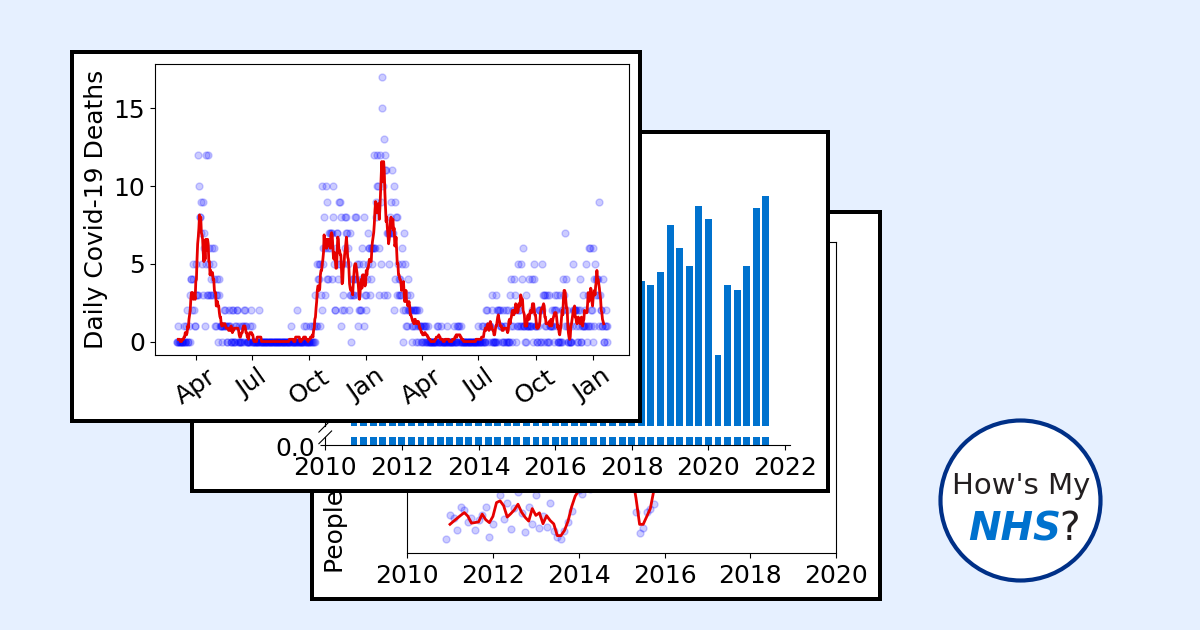 Daily Covid-19 Deaths
15
10
5
0
Apr Jul Oct Jan Apr Jul Oct Jan
0.0
2010 2012 2014 2016 2018 2020 2022
People
2010 2012 2014 2016 2018 2020
How's My
NHS?